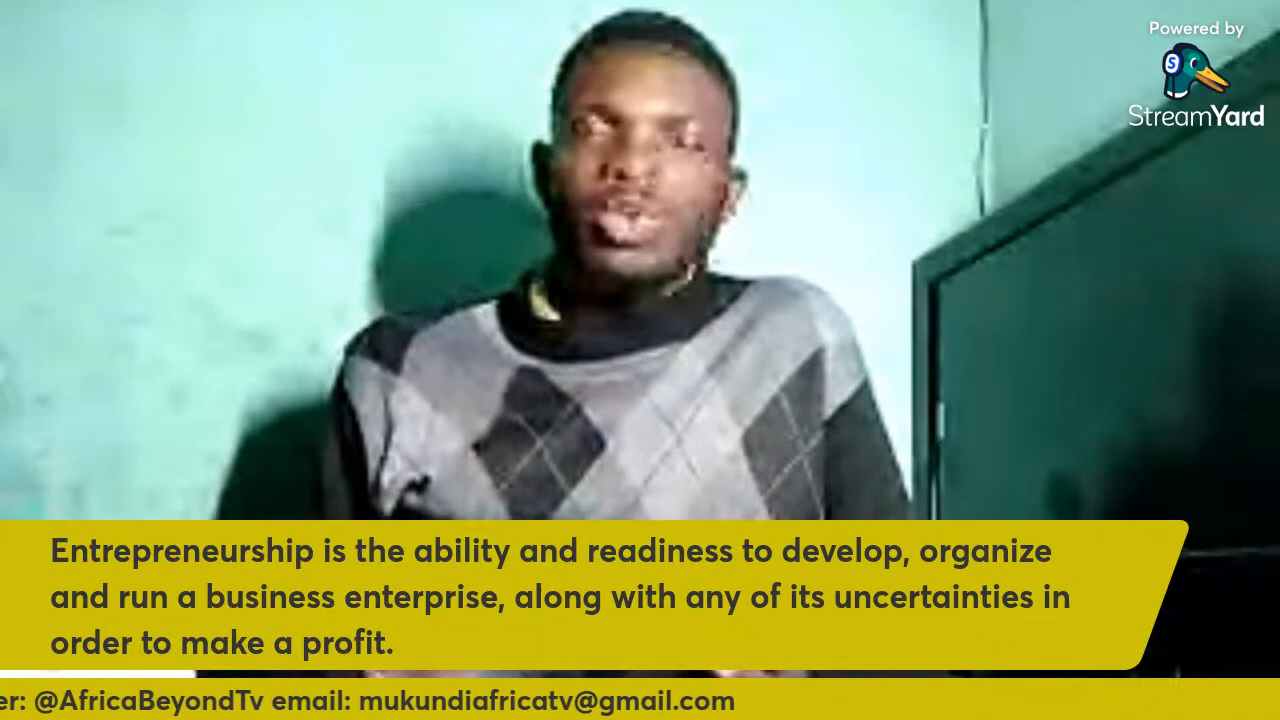 Powered by
S
StreamYard
Entrepreneurship is the ability and readiness to develop, organize
and run a business enterprise, along with any of its uncertainties in
order to make a profit.
er: @AfricaBeyondTv email: mukundiafricatv@gmail.com